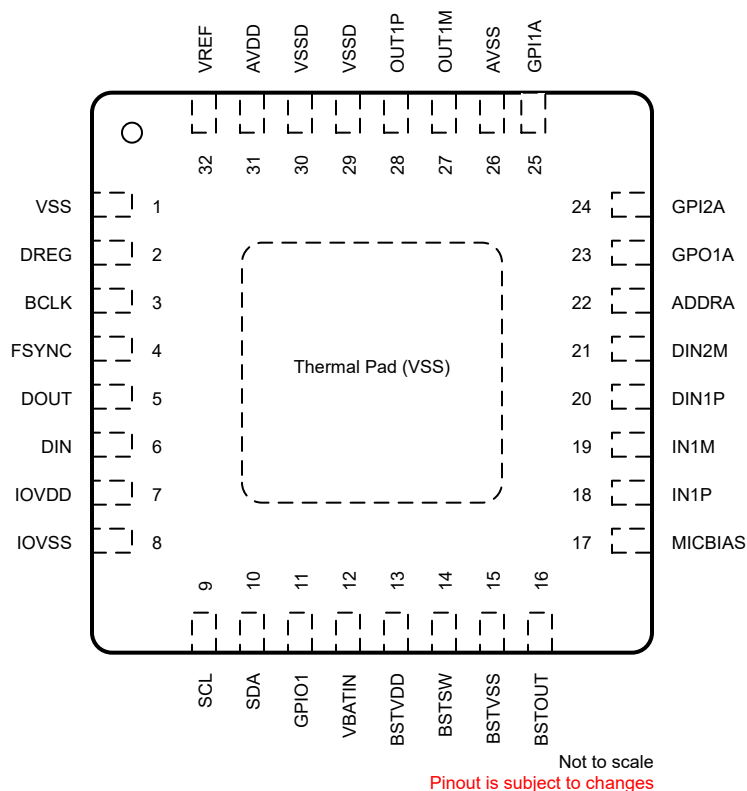 VREF
AVDD
VSSD
VSSD
OUT1P
OUT1M
AVSS
GPI1A
32
31
30
29
28
27
26
25
VSS 1
DREG 2
BCLK 3
FSYNC 4
DOUT 5
DIN 6
IOVDD 7
IOVSS 8
Thermal Pad (VSS)
24 GPI2A
23 GPO1A
22 ADDRA
21 DIN2M
20 DIN1P
19 IN1M
18 IN1P
17 MICBIAS
9
10
11
12
13
14
15
16
SCL
SDA
GPIO1
VBATIN
BSTVDD
BSTSW
BSTVSS
BSTOUT
Not to scale
Pinout is subject to changes